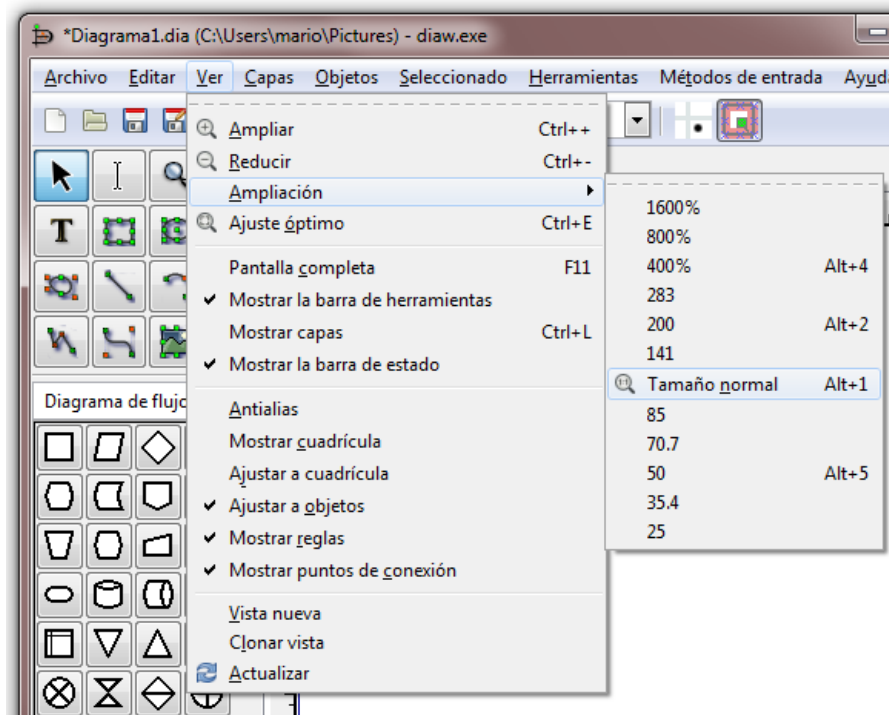 *Diagrama1.dia (C:\Users\mario\Pictures) - diaw.exe
Archivo Editar Ver Capas Objetos Seleccionado Herramientas Métodos de entrada Ayud
Ampliar Ctrl++
Reducir Ctrl+-
Ampliación
Ajuste óptimo Ctrl+E
Pantalla completa F11
Mostrar la barra de herramientas
Mostrar capas Ctrl+L
Mostrar la barra de estado
Antialias
Mostrar cuadrícula
Ajustar a cuadrícula
Ajustar a objetos
Mostrar reglas
Mostrar puntos de conexión
Vista nueva
Clonar vista
Actualizar
1600%
800%
400% Alt+4
283
200 Alt+2
141
Tamaño normal Alt+1
85
70.7
50 Alt+5
35.4
25
T
Diagrama de flujo